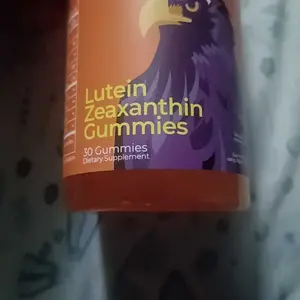 Lutein
Zeaxanthin
Gummies
30 Gummies
Dietary Supplement